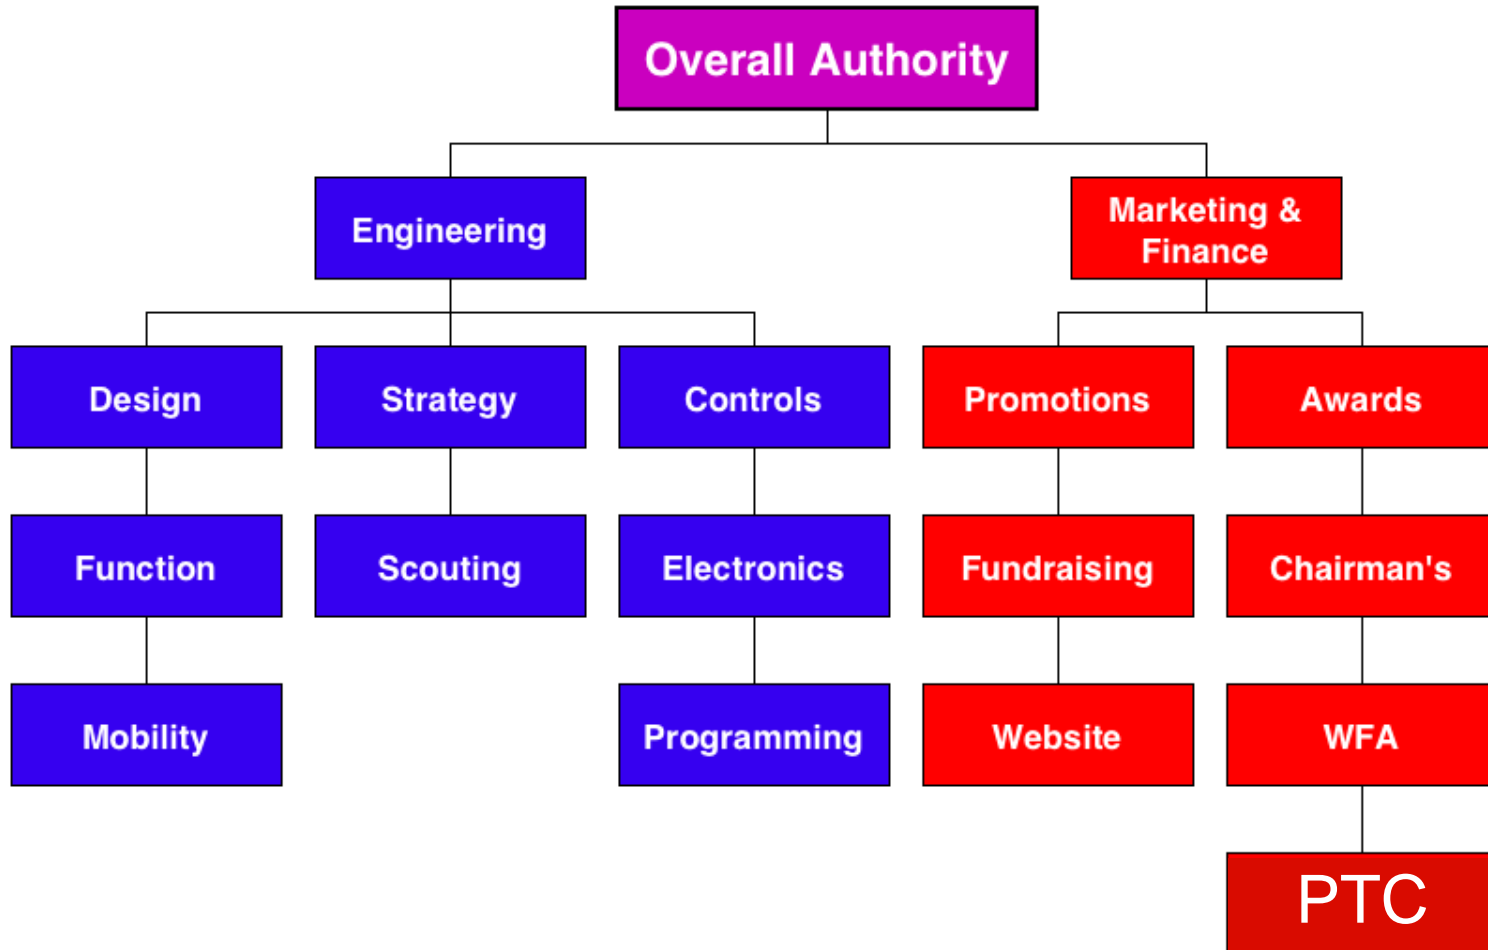 Overall Authority
Engineering
Marketing &
Finance
Design
Strategy
Controls
Promotions
Awards
Function
Scouting
Electronics
Fundraising
Chairman's
Mobility
Programming
Website
WFA
PTC